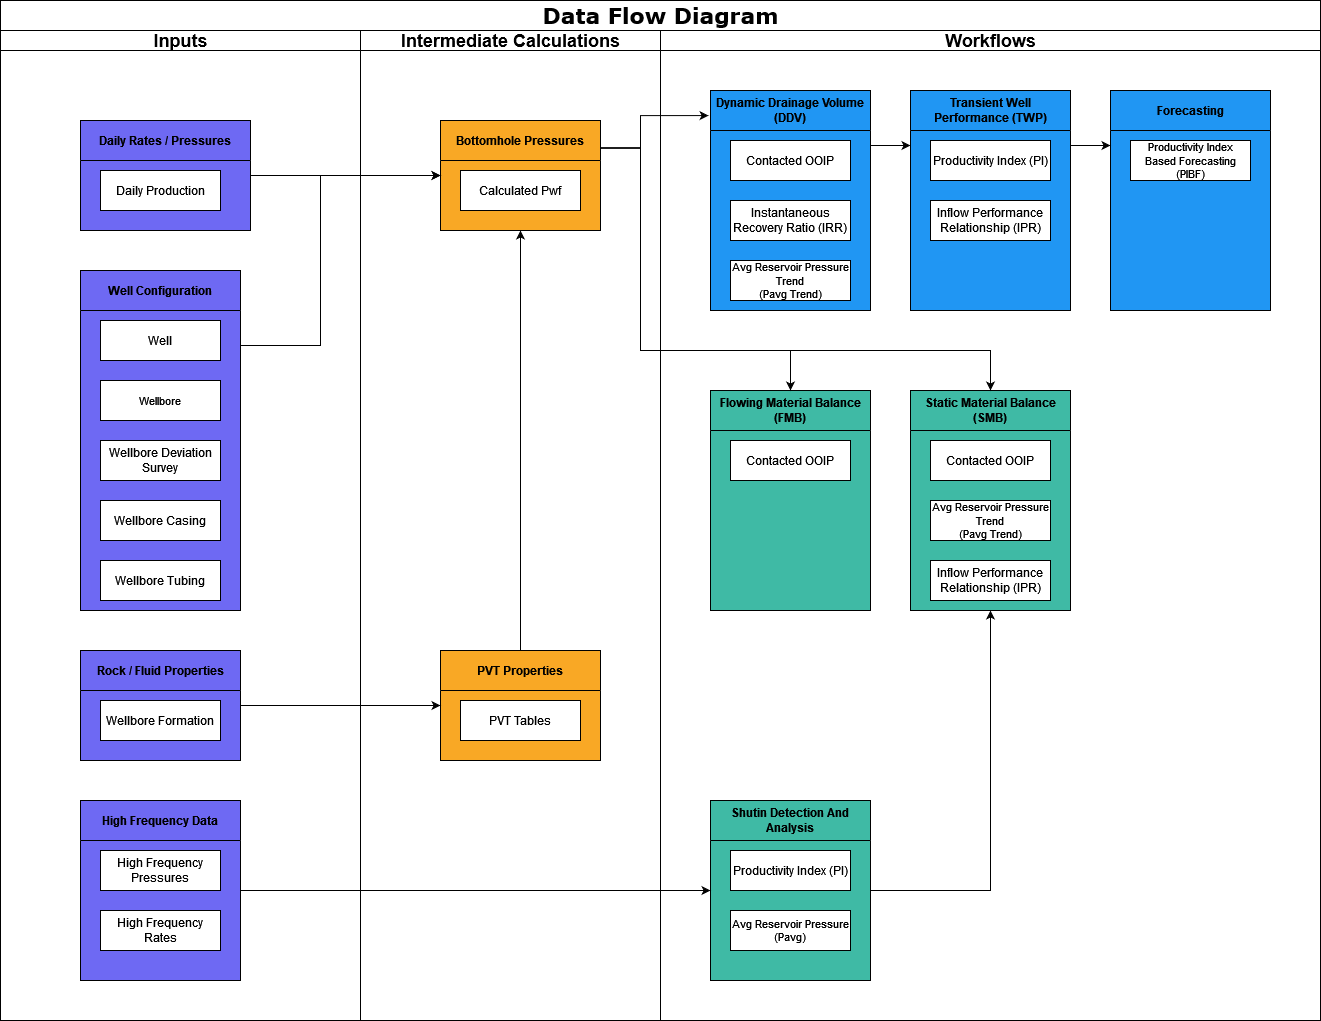 Data Flow Diagram
Inputs
Intermediate Calculations
Workflows
Daily Rates / Pressures
Daily Production
Well Configuration
Well
Wellbore
Wellbore Deviation
Survey
Wellbore Casing
Wellbore Tubing
Rock / Fluid Properties
Wellbore Formation
High Frequency Data
High Frequency
Pressures
High Frequency
Rates
Bottomhole Pressures
Calculated Pwf
PVT Properties
PVT Tables
Dynamic Drainage Volume
(DDV)
Contacted OOIP
Instantaneous
Recovery Ratio (IRR)
Avg Reservoir Pressure
Trend
(Pavg Trend)
Transient Well
Performance (TWP)
Productivity Index (PI)
Inflow Performance
Relationship (IPR)
Forecasting
Productivity Index
Based Forecasting
(PIBF)
Flowing Material Balance
(FMB)
Contacted OOIP
Static Material Balance
(SMB)
Contacted OOIP
Avg Reservoir Pressure
Trend
(Pavg Trend)
Inflow Performance
Relationship (IPR)
Shutin Detection And
Analysis
Productivity Index (PI)
Avg Reservoir Pressure
(Pavg)